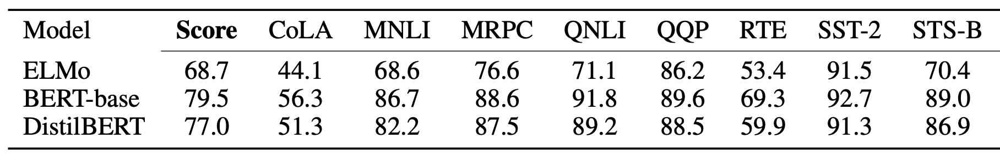 Model Score CoLA MNLI MRPC QNLI QQP RTE SST-2 STS-B
ELMo 68.7 44.1 68.6 76.6 71.1 86.2 53.4 91.5 70.4
BERT-base 79.5 56.3 86.7 88.6 91.8 89.6 69.3 92.7 89.0
DistilBERT 77.0 51.3 82.2 87.5 89.2 88.5 59.9 91.3 86.9